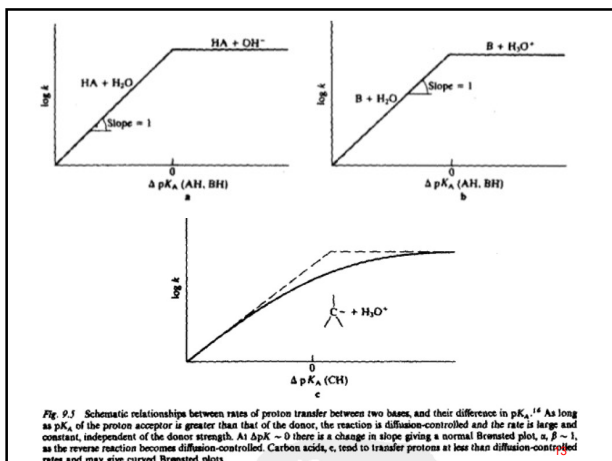 HA + OH⁻
HA + H₂O
Slope = 1
log k
0
Δ pK_A (AH, BH)
a
B + H₃O⁺
B + H₂O
Slope = 1
log k
0
Δ pK_A (AH, BH)
b
C⁻ + H₃O⁺
log k
0
Δ pK_A (CH)
c
13
Fig. 9.5 Schematic relationships between rates of proton transfer between two bases, and their difference in pK_A.¹⁶ As long
as pK_A of the proton acceptor is greater than that of the donor, the reaction is diffusion-controlled and the rate is large and
constant, independent of the donor strength. At ΔpK ~ 0 there is a change in slope giving a normal Brønsted plot, α, β ~ 1,
as the reverse reaction becomes diffusion-controlled. Carbon acids, c, tend to transfer protons at less than diffusion-controlled
rates and may give curved Brønsted plots